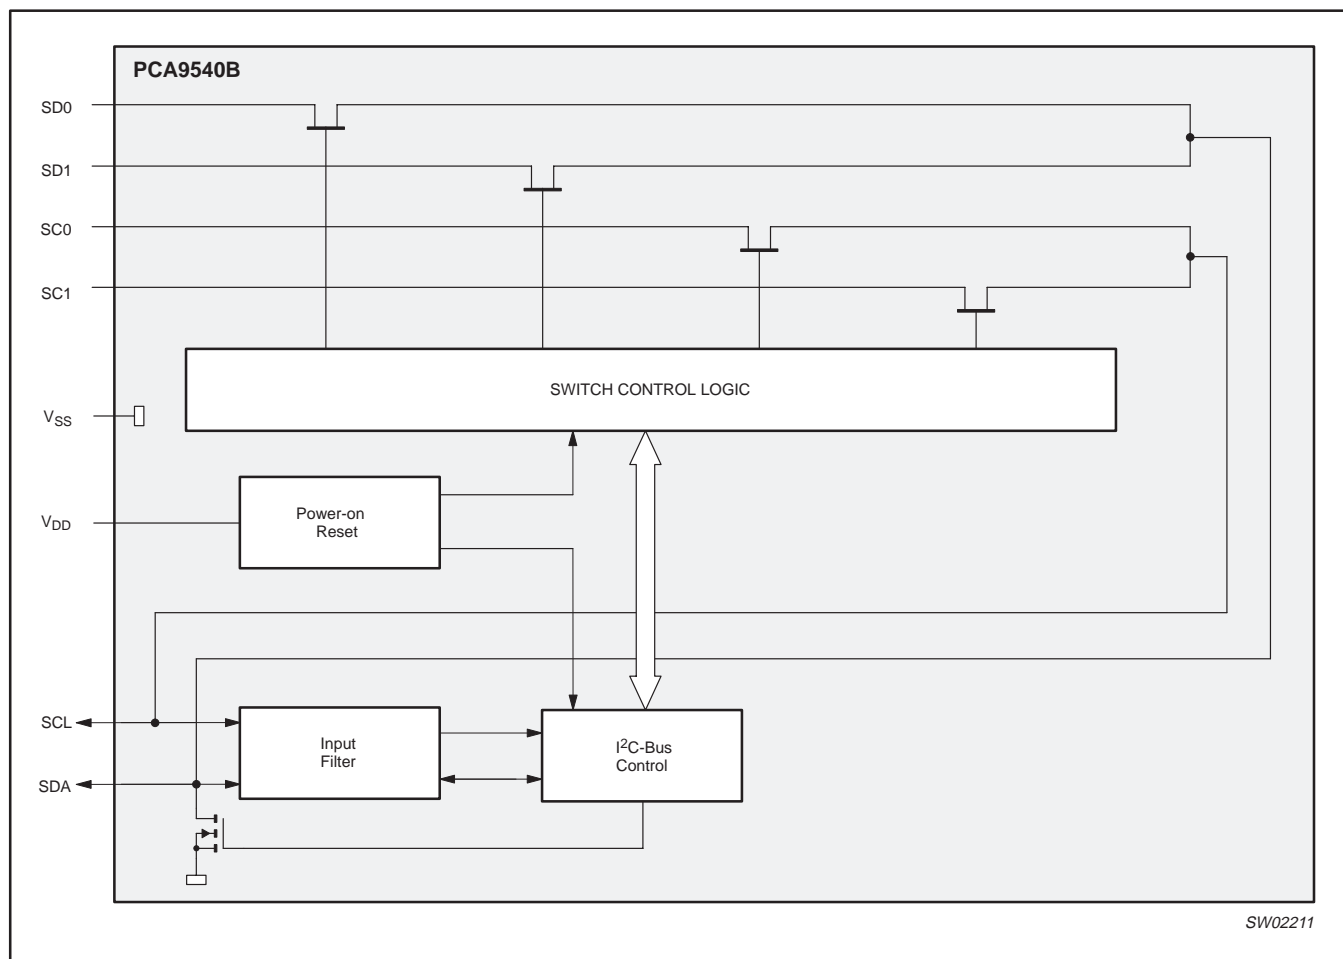 PCA9540B
SD0
SD1
SC0
SC1
SWITCH CONTROL LOGIC
VSS
Power-on
Reset
VDD
SCL
Input
Filter
I2C-Bus
Control
SDA
SW02211